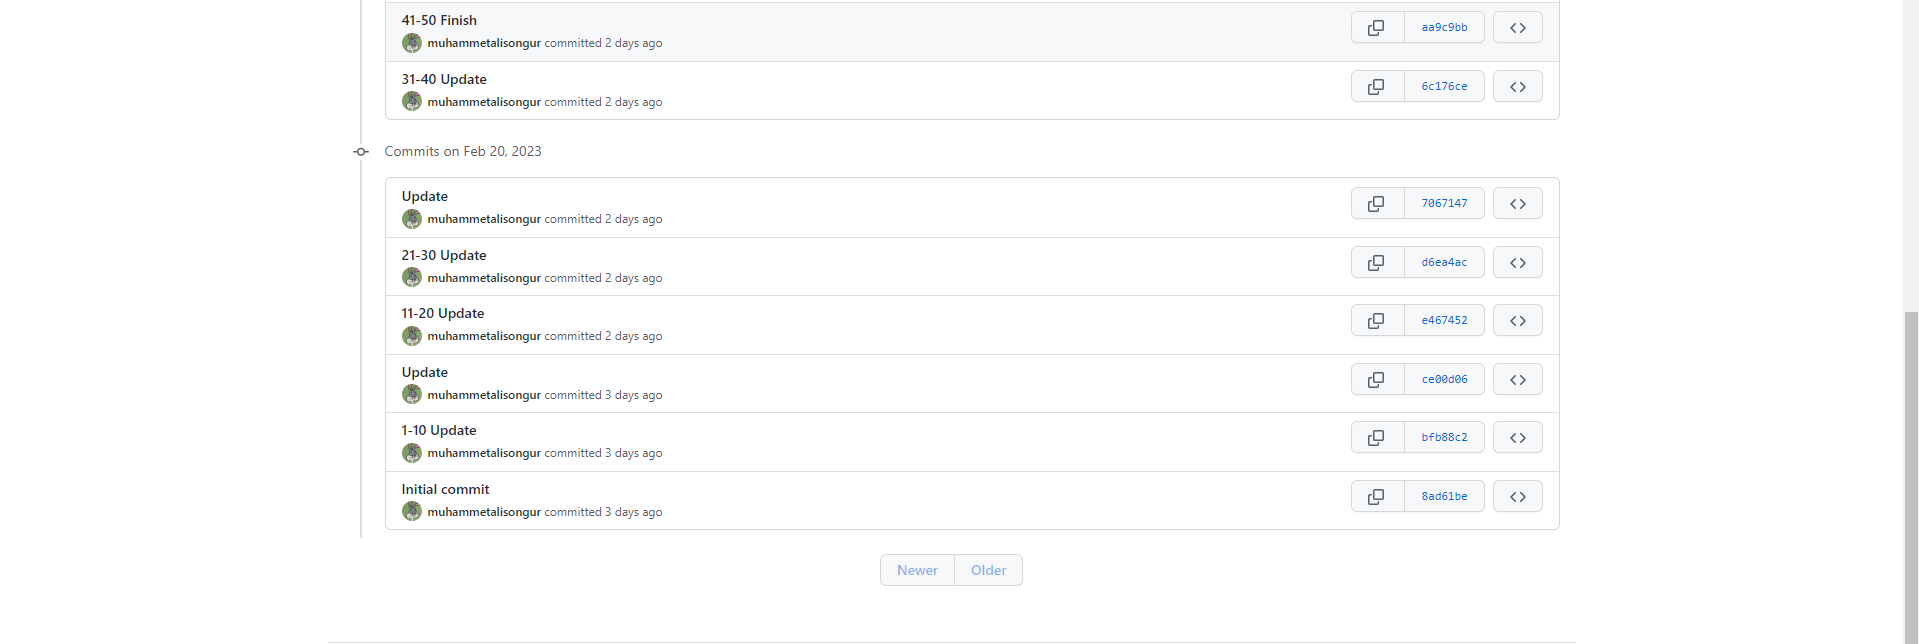 41-50 Finish
muhammetalisongur committed 2 days ago
aa9c9bb
31-40 Update
muhammetalisongur committed 2 days ago
6c176ce
Commits on Feb 20, 2023
Update
muhammetalisongur committed 2 days ago
7067147
21-30 Update
muhammetalisongur committed 2 days ago
d6ea4ac
11-20 Update
muhammetalisongur committed 2 days ago
e467452
Update
muhammetalisongur committed 3 days ago
ce00d06
1-10 Update
muhammetalisongur committed 3 days ago
bfb88c2
Initial commit
muhammetalisongur committed 3 days ago
8ad61be
Newer Older